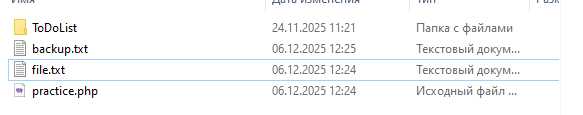 Имя Дата изменения Тип Разм
ToDoList 24.11.2025 11:21 Папка с файлами
backup.txt 06.12.2025 12:25 Текстовый докум...
file.txt 06.12.2025 12:24 Текстовый докум...
practice.php 06.12.2025 12:24 Исходный файл ...